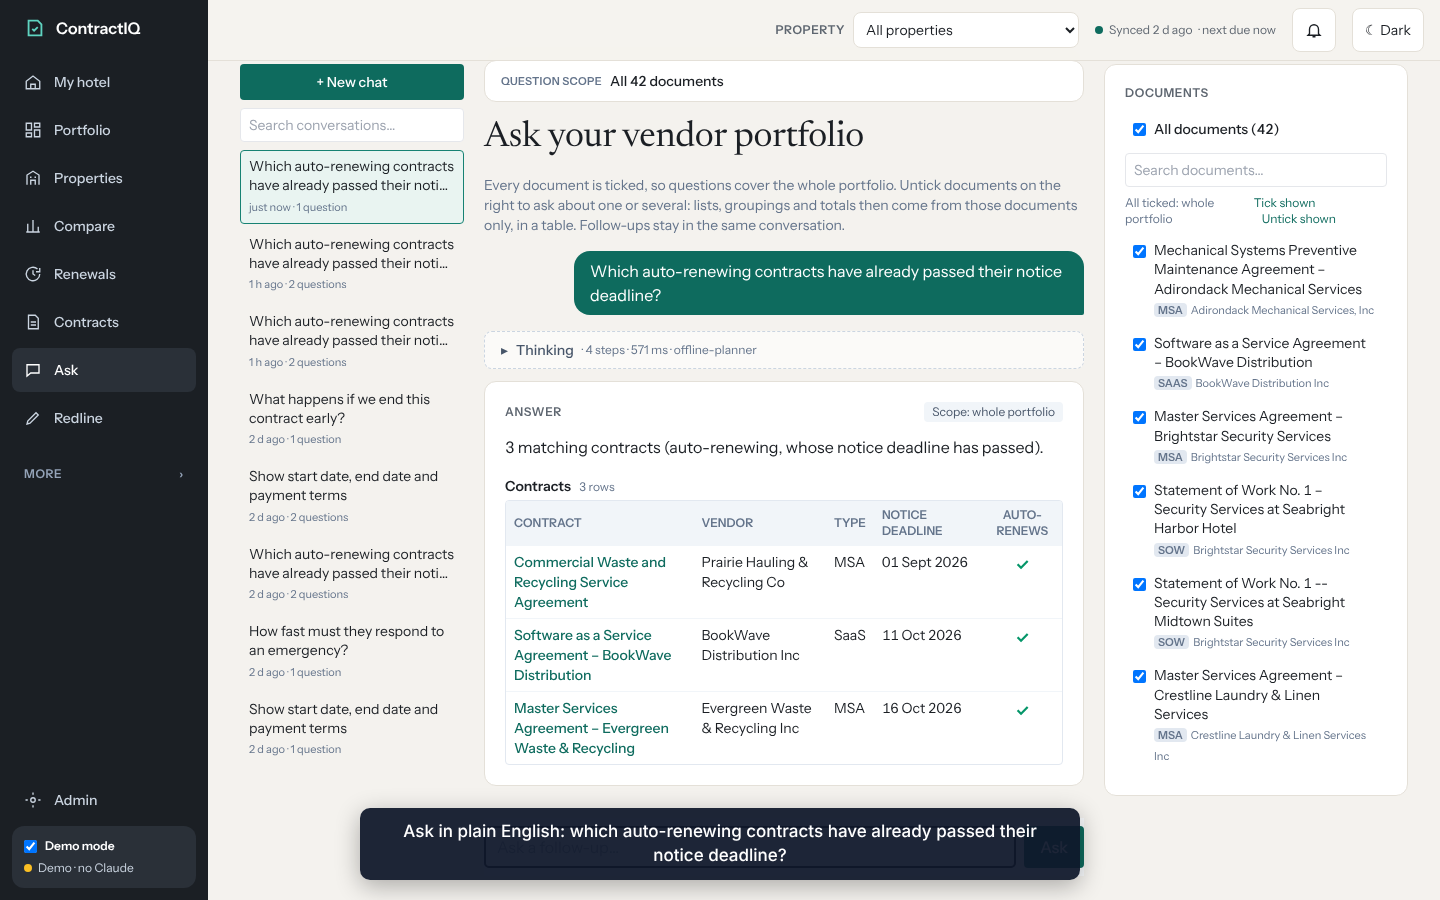 ContractIQ
My hotel
Portfolio
Properties
Compare
Renewals
Contracts
Ask
Redline
MORE ›
Admin
Demo mode
Demo · no Claude
PROPERTY All properties
Synced 2 d ago · next due now
Dark
+ New chat
Search conversations...
Which auto-renewing contracts
have already passed their noti...
just now · 1 question
Which auto-renewing contracts
have already passed their noti...
1 h ago · 2 questions
Which auto-renewing contracts
have already passed their noti...
1 h ago · 2 questions
What happens if we end this
contract early?
2 d ago · 1 question
Show start date, end date and
payment terms
2 d ago · 2 questions
Which auto-renewing contracts
have already passed their noti...
2 d ago · 2 questions
How fast must they respond to
an emergency?
2 d ago · 1 question
Show start date, end date and
payment terms
2 d ago · 1 question
QUESTION SCOPE All 42 documents
Ask your vendor portfolio
Every document is ticked, so questions cover the whole portfolio. Untick documents on the
right to ask about one or several: lists, groupings and totals then come from those documents
only, in a table. Follow-ups stay in the same conversation.
Which auto-renewing contracts have already passed their notice
deadline?
▸ Thinking · 4 steps · 571 ms · offline-planner
ANSWER
Scope: whole portfolio
3 matching contracts (auto-renewing, whose notice deadline has passed).
Contracts 3 rows
CONTRACT VENDOR TYPE NOTICE DEADLINE AUTO-RENEWS
Commercial Waste and Recycling Service Agreement Prairie Hauling & Recycling Co MSA 01 Sept 2026 ✓
Software as a Service Agreement – BookWave Distribution BookWave Distribution Inc SaaS 11 Oct 2026 ✓
Master Services Agreement – Evergreen Waste & Recycling Evergreen Waste & Recycling Inc MSA 16 Oct 2026 ✓
Ask a follow-up...
Ask
Ask in plain English: which auto-renewing contracts have already passed their
notice deadline?
DOCUMENTS
All documents (42)
Search documents...
All ticked: whole
portfolio
Tick shown
Untick shown
Mechanical Systems Preventive
Maintenance Agreement –
Adirondack Mechanical Services
MSA Adirondack Mechanical Services, Inc
Software as a Service Agreement
– BookWave Distribution
SAAS BookWave Distribution Inc
Master Services Agreement –
Brightstar Security Services
MSA Brightstar Security Services Inc
Statement of Work No. 1 –
Security Services at Seabright
Harbor Hotel
SOW Brightstar Security Services Inc
Statement of Work No. 1 --
Security Services at Seabright
Midtown Suites
SOW Brightstar Security Services Inc
Master Services Agreement –
Crestline Laundry & Linen
Services
MSA Crestline Laundry & Linen Services
Inc